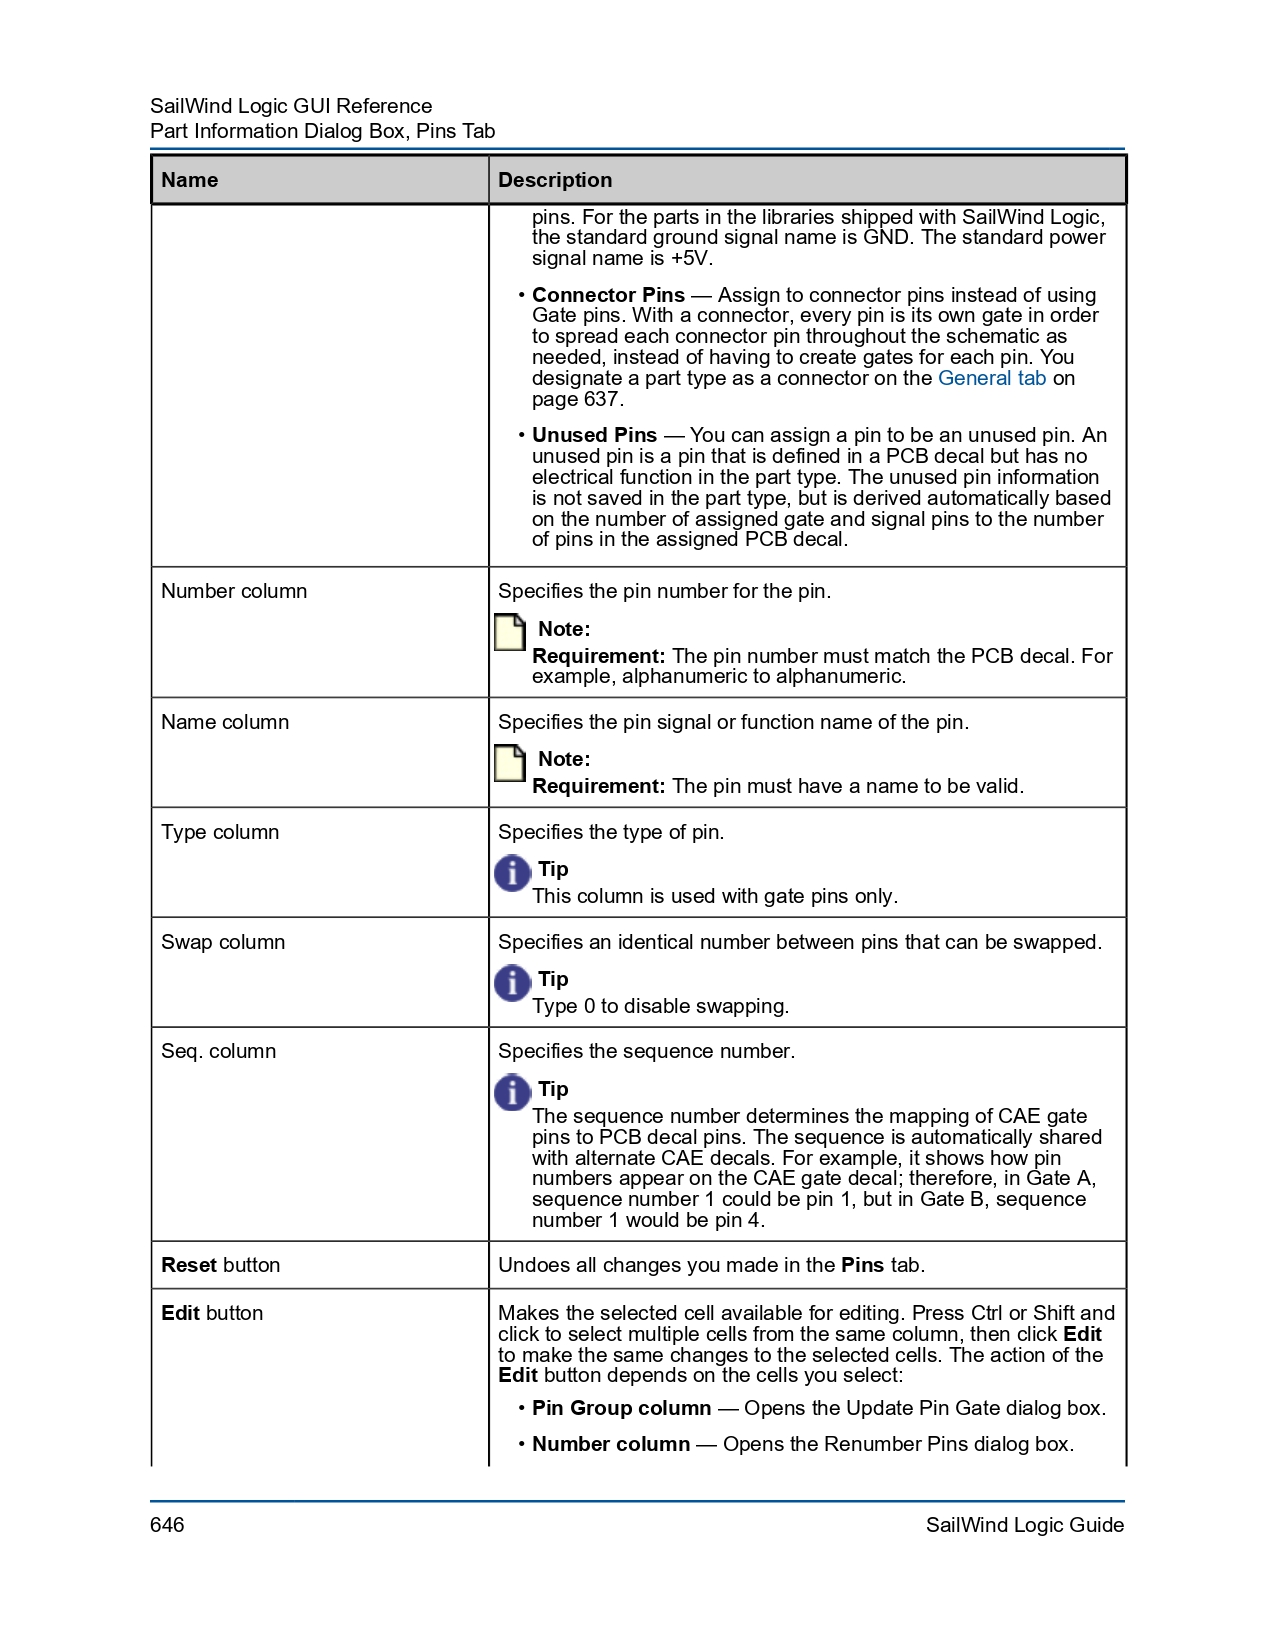 SailWind Logic GUI Reference
Part Information Dialog Box, Pins Tab
Name
Description
pins. For the parts in the libraries shipped with SailWind Logic,
the standard ground signal name is GND. The standard power
signal name is +5V.
• Connector Pins — Assign to connector pins instead of using
Gate pins. With a connector, every pin is its own gate in order
to spread each connector pin throughout the schematic as
needed, instead of having to create gates for each pin. You
designate a part type as a connector on the General tab on
page 637.
• Unused Pins — You can assign a pin to be an unused pin. An
unused pin is a pin that is defined in a PCB decal but has no
electrical function in the part type. The unused pin information
is not saved in the part type, but is derived automatically based
on the number of assigned gate and signal pins to the number
of pins in the assigned PCB decal.
Number column
Specifies the pin number for the pin.
Note:
Requirement: The pin number must match the PCB decal. For
example, alphanumeric to alphanumeric.
Name column
Specifies the pin signal or function name of the pin.
Note:
Requirement: The pin must have a name to be valid.
Type column
Specifies the type of pin.
Tip
This column is used with gate pins only.
Swap column
Specifies an identical number between pins that can be swapped.
Tip
Type 0 to disable swapping.
Seq. column
Specifies the sequence number.
Tip
The sequence number determines the mapping of CAE gate
pins to PCB decal pins. The sequence is automatically shared
with alternate CAE decals. For example, it shows how pin
numbers appear on the CAE gate decal; therefore, in Gate A,
sequence number 1 could be pin 1, but in Gate B, sequence
number 1 would be pin 4.
Reset button
Undoes all changes you made in the Pins tab.
Edit button
Makes the selected cell available for editing. Press Ctrl or Shift and
click to select multiple cells from the same column, then click Edit
to make the same changes to the selected cells. The action of the
Edit button depends on the cells you select:
• Pin Group column — Opens the Update Pin Gate dialog box.
• Number column — Opens the Renumber Pins dialog box.
646
SailWind Logic Guide